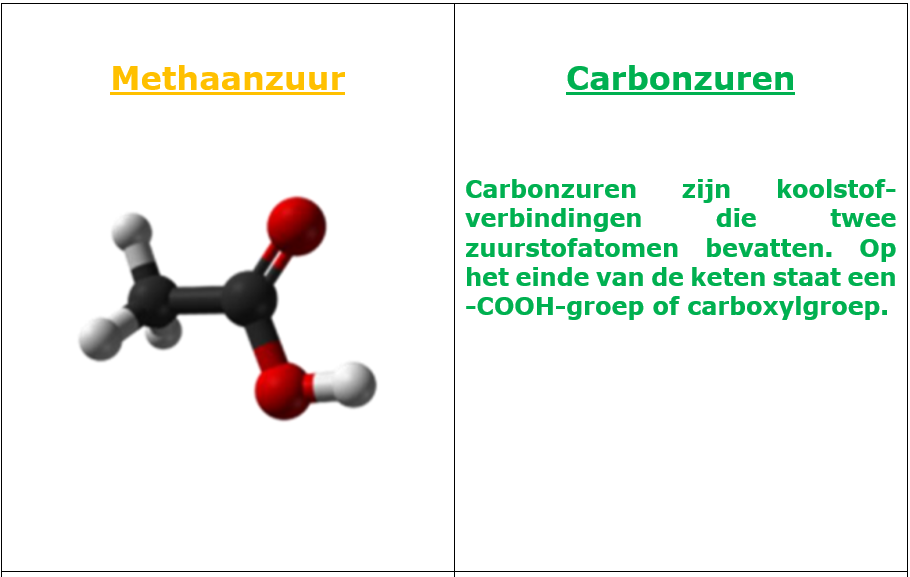 Methaanzuur
Carbonzuren
Carbonzuren zijn koolstof-
verbindingen die twee
zuurstofatomen bevatten. Op
het einde van de keten staat een
-COOH-groep of carboxylgroep.